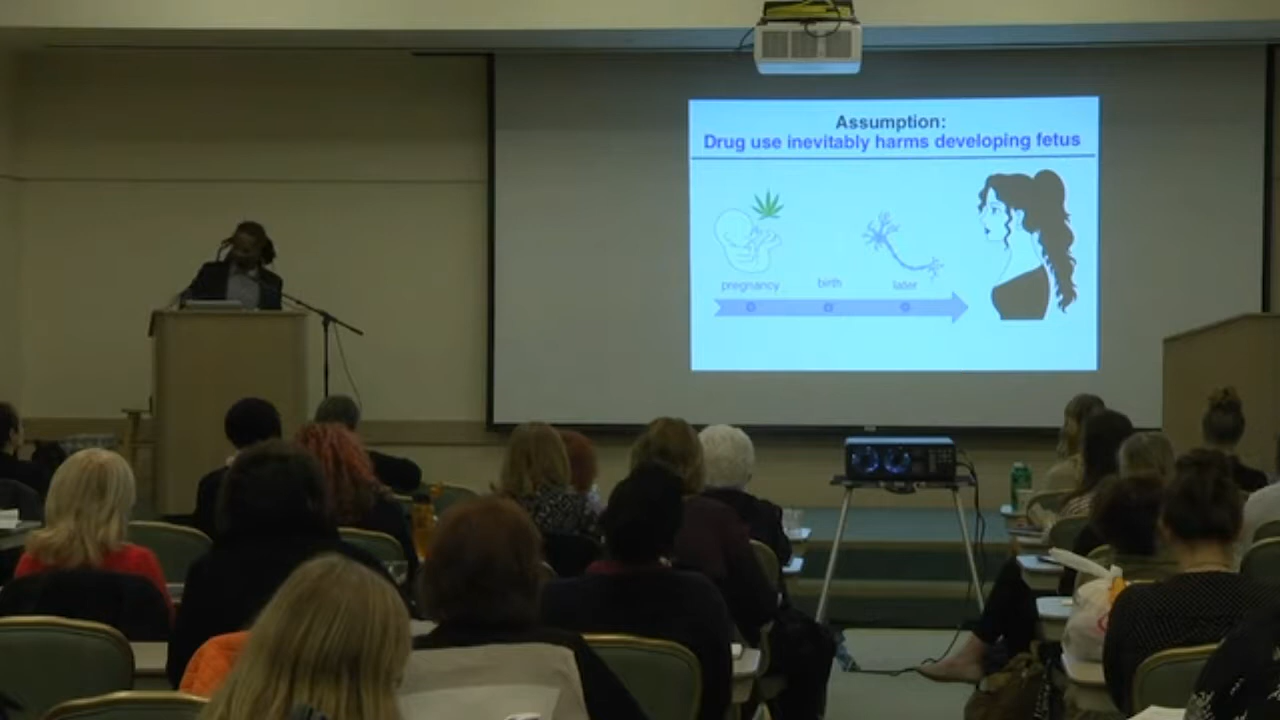 Assumption:
Drug use inevitably harms developing fetus
pregnancy
birth
later